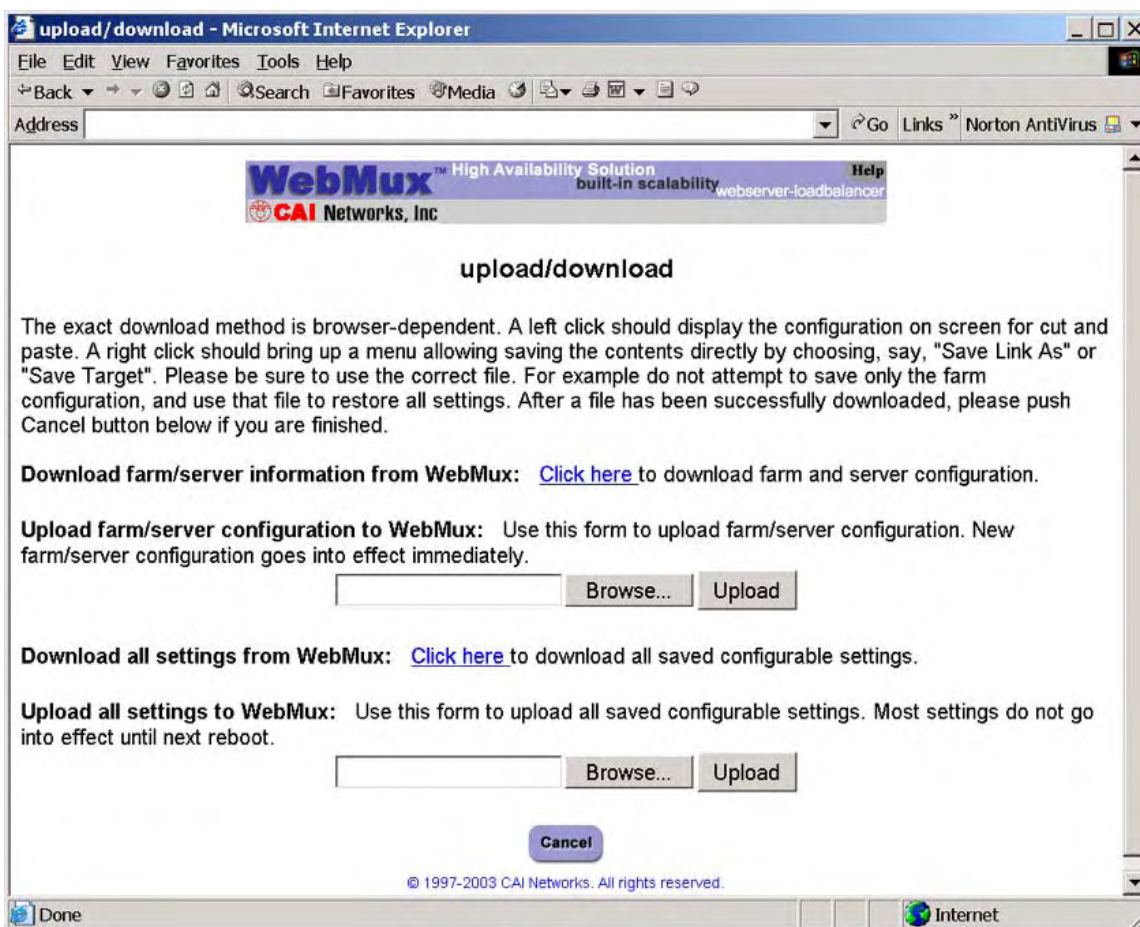 upload/download - Microsoft Internet Explorer
File Edit View Favorites Tools Help
Back Search Favorites Media
Address Go Links » Norton AntiVirus
WebMux™ High Availability Solution Help
built-in scalability
webserver-loadbalancer
CAI Networks, Inc
upload/download
The exact download method is browser-dependent. A left click should display the configuration on screen for cut and
paste. A right click should bring up a menu allowing saving the contents directly by choosing, say, "Save Link As" or
"Save Target". Please be sure to use the correct file. For example do not attempt to save only the farm
configuration, and use that file to restore all settings. After a file has been successfully downloaded, please push
Cancel button below if you are finished.
Download farm/server information from WebMux: Click here to download farm and server configuration.
Upload farm/server configuration to WebMux: Use this form to upload farm/server configuration. New
farm/server configuration goes into effect immediately.
Browse... Upload
Download all settings from WebMux: Click here to download all saved configurable settings.
Upload all settings to WebMux: Use this form to upload all saved configurable settings. Most settings do not go
into effect until next reboot.
Browse... Upload
Cancel
© 1997-2003 CAI Networks. All rights reserved.
Done Internet